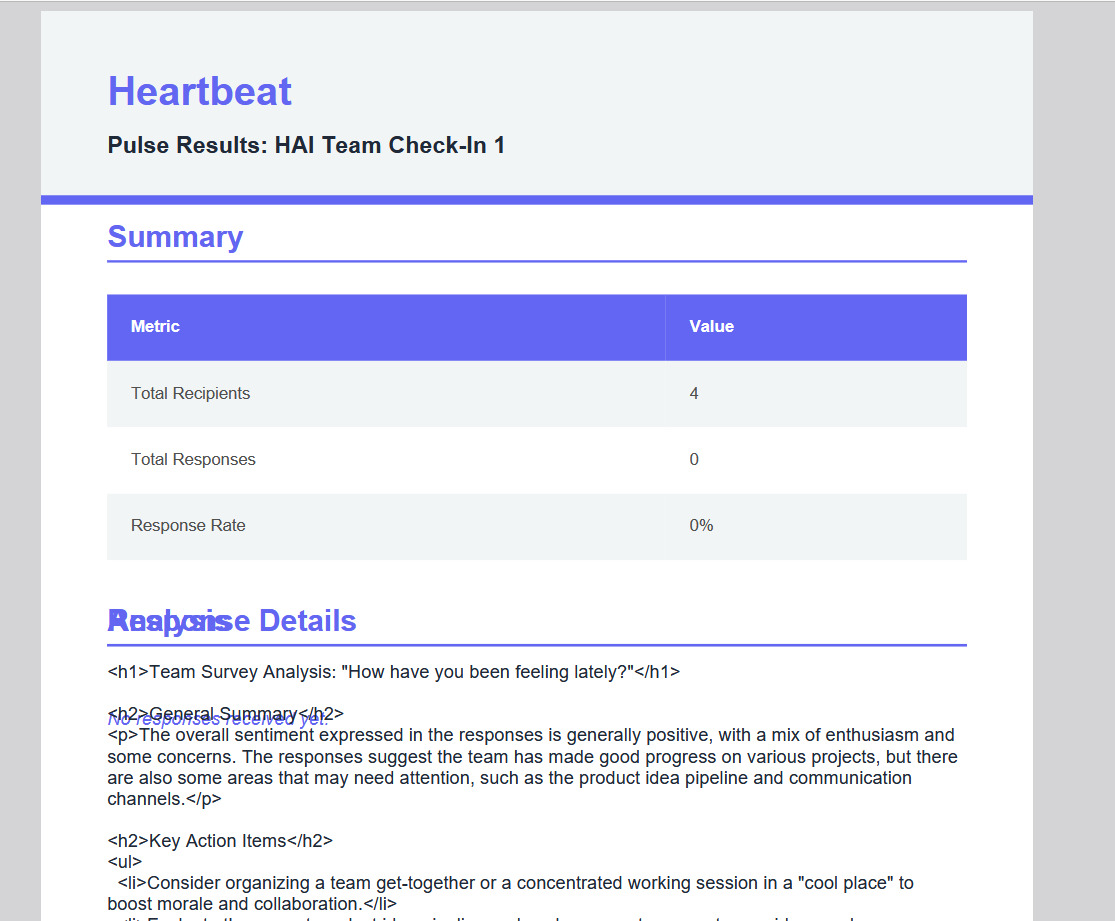 Heartbeat
Pulse Results: HAI Team Check-In 1
Summary
Metric Value
Total Recipients 4
Total Responses 0
Response Rate 0%
Analysis
Response Details
<h1>Team Survey Analysis: "How have you been feeling lately?"</h1>
<h2>General Summary</h2>
No responses received yet.
<p>The overall sentiment expressed in the responses is generally positive, with a mix of enthusiasm and
some concerns. The responses suggest the team has made good progress on various projects, but there
are also some areas that may need attention, such as the product idea pipeline and communication
channels.</p>
<h2>Key Action Items</h2>
<ul>
<li>Consider organizing a team get-together or a concentrated working session in a "cool place" to
boost morale and collaboration.</li>